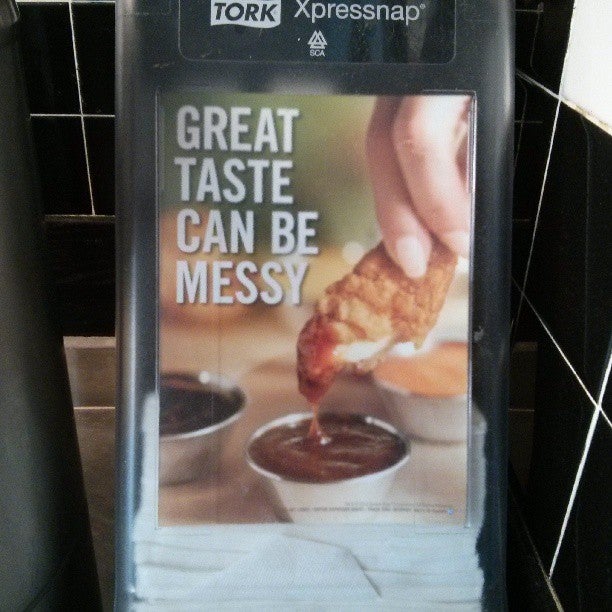 TORK Xpressnap®
SCA
GREAT
TASTE
CAN BE
MESSY